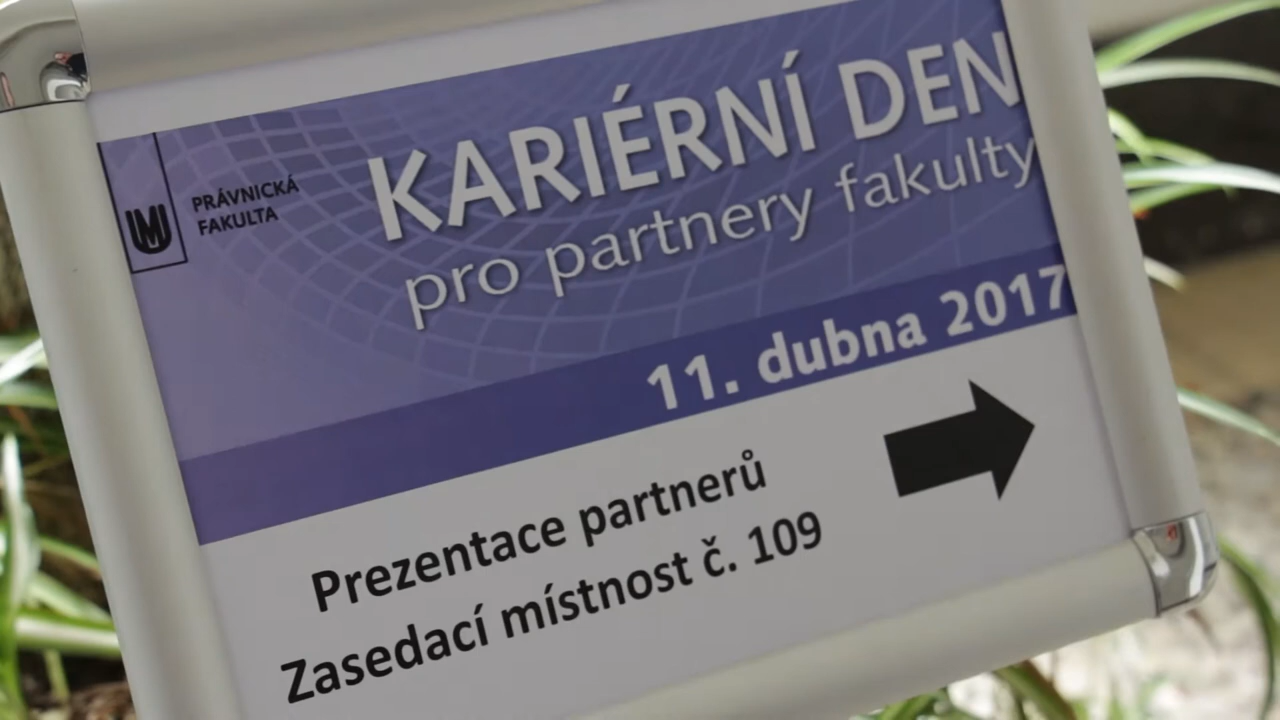 PRÁVNICKÁ
FAKULTA
KARIÉRNÍ DEN
pro partnery fakulty
11. dubna 2017
Prezentace partnerů
Zasedací místnost č. 109